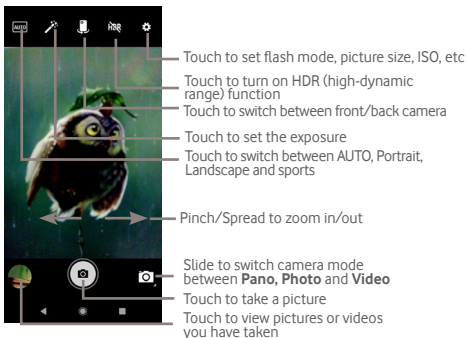 AUTO
HDR
Touch to set flash mode, picture size, ISO, etc
Touch to turn on HDR (high-dynamic
range) function
Touch to switch between front/back camera
Touch to set the exposure
Touch to switch between AUTO, Portrait,
Landscape and sports
Pinch/Spread to zoom in/out
Slide to switch camera mode
between Pano, Photo and Video
Touch to take a picture
Touch to view pictures or videos
you have taken